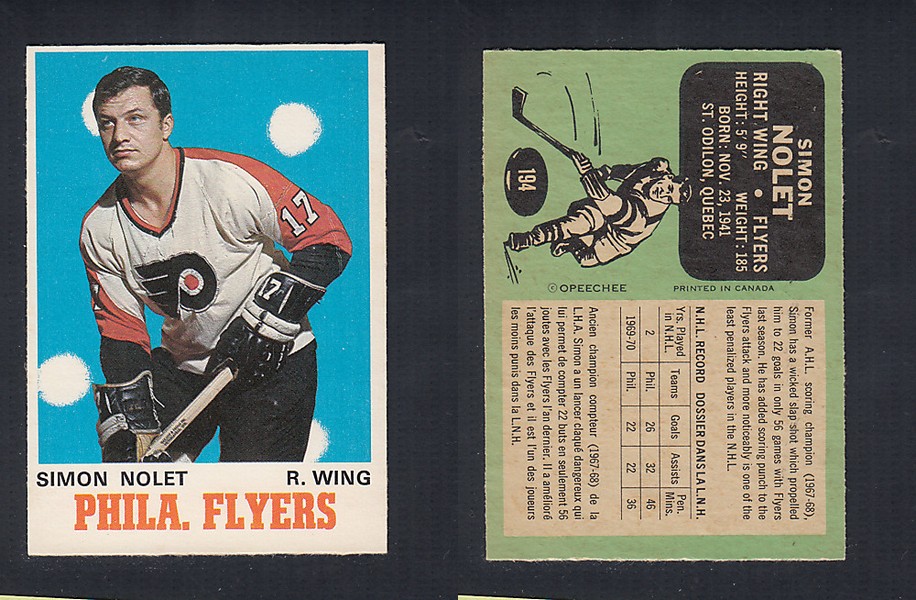 17
17
SIMON NOLET R. WING
PHILA. FLYERS
SIMON
NOLET
RIGHT WING • FLYERS
HEIGHT: 5'9" WEIGHT: 185
BORN: NOV. 23, 1941
ST. ODILON, QUEBEC
194
© OPEECHEE PRINTED IN CANADA
Former A.H.L. scoring champion (1967-68),
Simon has a wicked slap shot which propelled
him to 22 goals in only 56 games with Flyers
last season. He has added scoring punch to the
Flyers attack and more noticeably is one of the
least penalized players in the N.H.L.
N.H.L. RECORD DOSSIER DANS LA L.N.H.
Yrs. Played in N.H.L. Teams Goals Assists Pen. Mins.
2 Phil. 26 32 46
1969-70 Phil. 22 22 36
Ancien champion compteur (1967-68) de la
L.H.A. Simon a un lancer claqué dangereux qui
lui permet de compter 22 buts en seulement 56
joutes avec les Flyers l'an dernier. Il a amélioré
l'attaque des Flyers et il est l'un des joueurs
les moins punis dans la L.N.H.